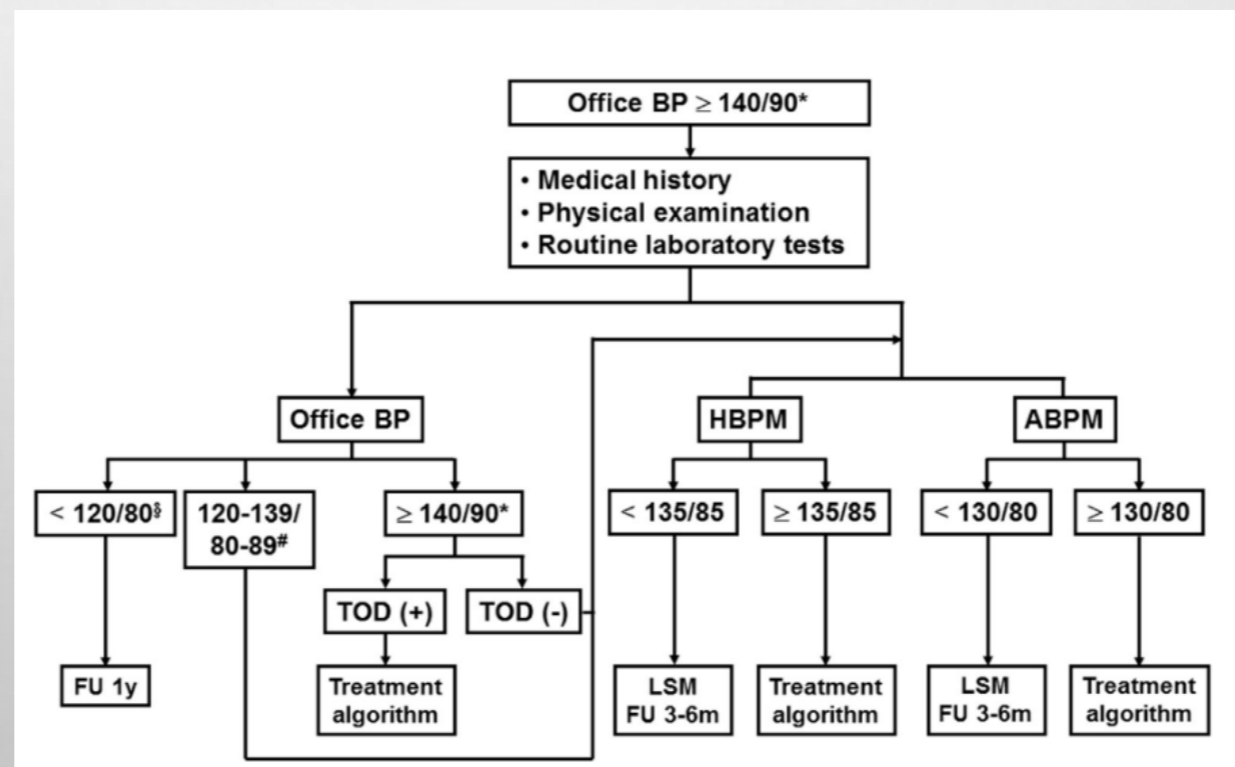 Office BP ≥ 140/90*
• Medical history
• Physical examination
• Routine laboratory tests
Office BP
HBPM
ABPM
< 120/80§
120-139/
80-89#
≥ 140/90*
< 135/85
≥ 135/85
< 130/80
≥ 130/80
TOD (+)
TOD (-)
FU 1y
Treatment
algorithm
LSM
FU 3-6m
Treatment
algorithm
LSM
FU 3-6m
Treatment
algorithm